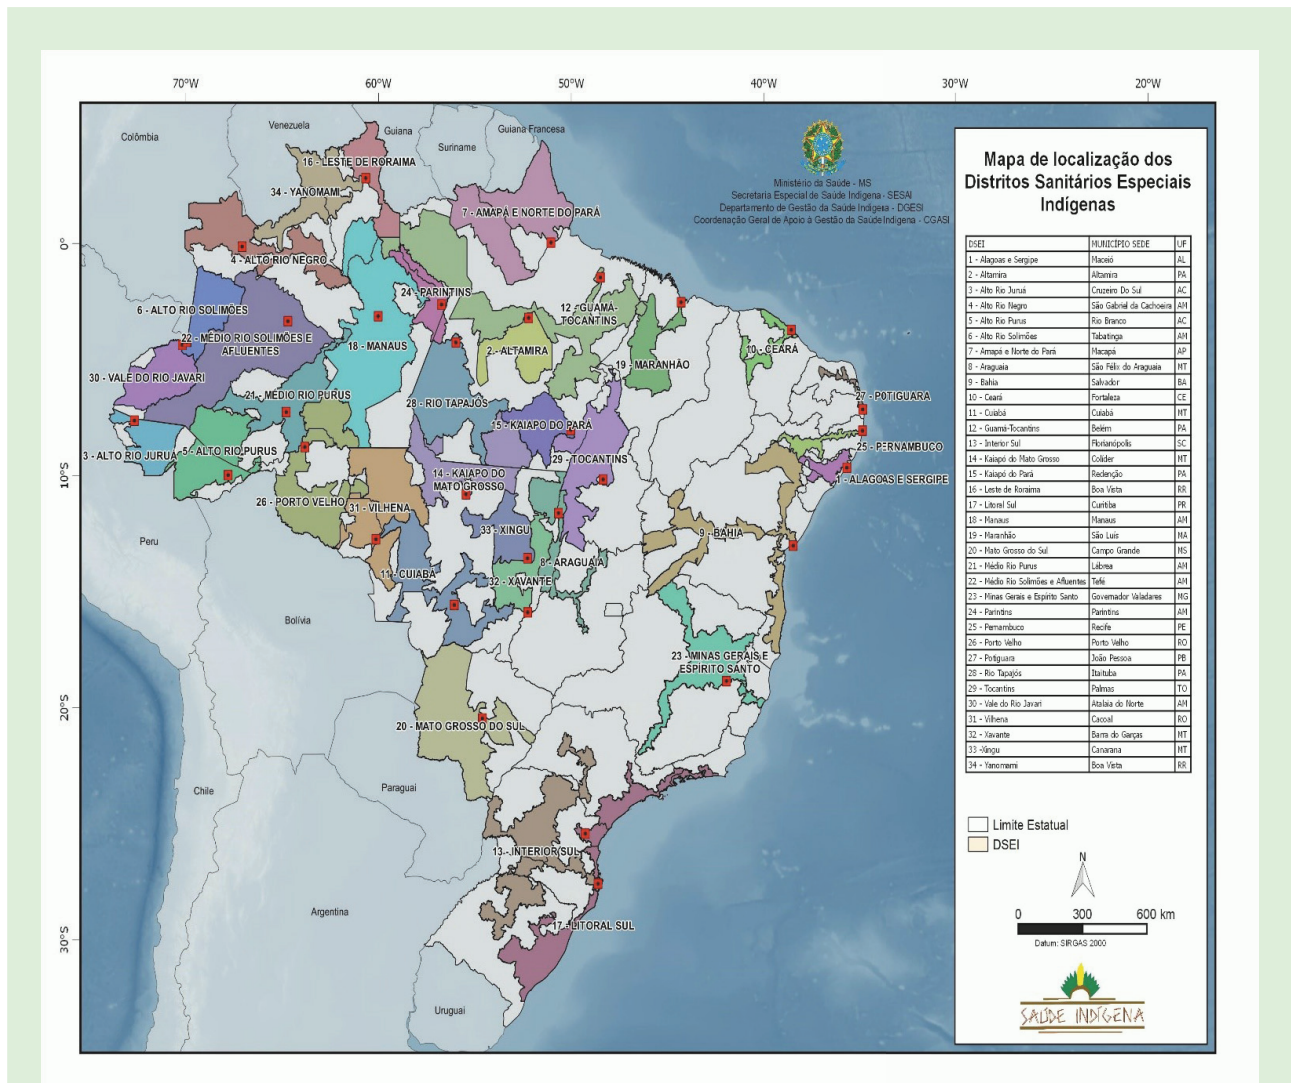 70°W
60°W
50°W
40°W
30°W
20°W
0°
10°S
20°S
30°S
Colômbia
Venezuela
Guiana
Suriname
Guiana Francesa
Peru
Bolívia
Chile
Paraguai
Argentina
Uruguai
16 - LESTE DE RORAIMA
34 - YANOMAMI
7 - AMAPÁ E NORTE DO PARÁ
4 - ALTO RIO NEGRO
24 - PARINTINS
6 - ALTO RIO SOLIMÕES
12 - GUAMÁ-
TOCANTINS
22 - MÉDIO RIO SOLIMÕES E
AFLUENTES
18 - MANAUS
2 - ALTAMIRA
10 - CEARÁ
19 - MARANHÃO
30 - VALE DO RIO JAVARI
21 - MÉDIO RIO PURUS
28 - RIO TAPAJÓS
27 - POTIGUARA
15 - KAIAPO DO PARÁ
25 - PERNAMBUCO
3 - ALTO RIO JURUÁ
5 - ALTO RIO PURUS
29 - TOCANTINS
14 - KAIAPO DO
MATO GROSSO
1 - ALAGOAS E SERGIPE
26 - PORTO VELHO
31 - VILHENA
33 - XINGU
9 - BAHIA
8 - ARAGUAIA
11 - CUIABÁ
32 - XAVANTE
23 - MINAS GERAIS E
ESPÍRITO SANTO
20 - MATO GROSSO DO SUL
13 - INTERIOR SUL
17 - LITORAL SUL
Ministério da Saúde - MS
Secretaria Especial de Saúde Indígena - SESAI
Departamento de Gestão da Saúde Indígena - DGESI
Coordenação Geral de Apoio à Gestão da Saúde Indígena - CGASI
Mapa de localização dos
Distritos Sanitários Especiais
Indígenas
DSEI MUNICÍPIO SEDE UF
1 - Alagoas e Sergipe Maceió AL
2 - Altamira Altamira PA
3 - Alto Rio Juruá Cruzeiro Do Sul AC
4 - Alto Rio Negro São Gabriel da Cachoeira AM
5 - Alto Rio Purus Rio Branco AC
6 - Alto Rio Solimões Tabatinga AM
7 - Amapá e Norte do Pará Macapá AP
8 - Araguaia São Félix do Araguaia MT
9 - Bahia Salvador BA
10 - Ceará Fortaleza CE
11 - Cuiabá Cuiabá MT
12 - Guamá-Tocantins Belém PA
13 - Interior Sul Florianópolis SC
14 - Kaiapó do Mato Grosso Colíder MT
15 - Kaiapó do Pará Redenção PA
16 - Leste de Roraima Boa Vista RR
17 - Litoral Sul Curitiba PR
18 - Manaus Manaus AM
19 - Maranhão São Luís MA
20 - Mato Grosso do Sul Campo Grande MS
21 - Médio Rio Purus Lábrea AM
22 - Médio Rio Solimões e Afluentes Tefé AM
23 - Minas Gerais e Espírito Santo Governador Valadares MG
24 - Parintins Parintins AM
25 - Pernambuco Recife PE
26 - Porto Velho Porto Velho RO
27 - Potiguara João Pessoa PB
28 - Rio Tapajós Itaituba PA
29 - Tocantins Palmas TO
30 - Vale do Rio Javari Atalaia do Norte AM
31 - Vilhena Cacoal RO
32 - Xavante Barra do Garças MT
33 -Xingu Canarana MT
34 - Yanomami Boa Vista RR
Limite Estatual
DSEI
N
0 300 600 km
Datum: SIRGAS 2000
SAÚDE INDÍGENA